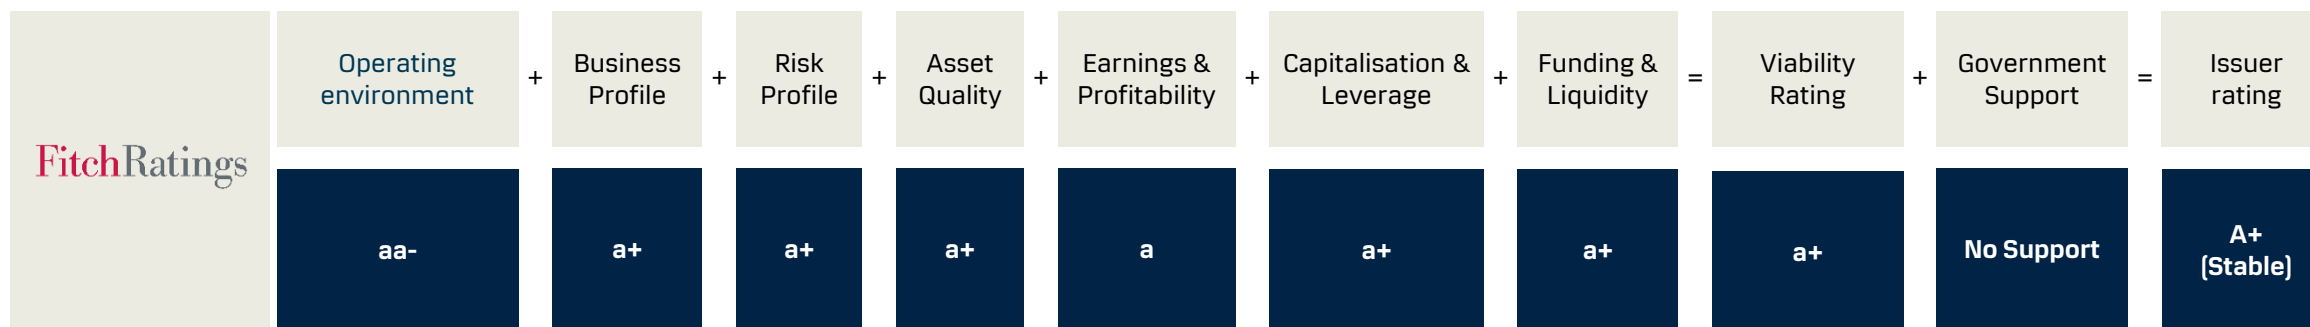 FitchRatings
Operating
environment
+
Business
Profile
+
Risk
Profile
+
Asset
Quality
+
Earnings &
Profitability
+
Capitalisation &
Leverage
+
Funding &
Liquidity
=
Viability
Rating
+
Government
Support
=
Issuer
rating
aa-
a+
a+
a+
a
a+
a+
a+
No Support
A+
(Stable)